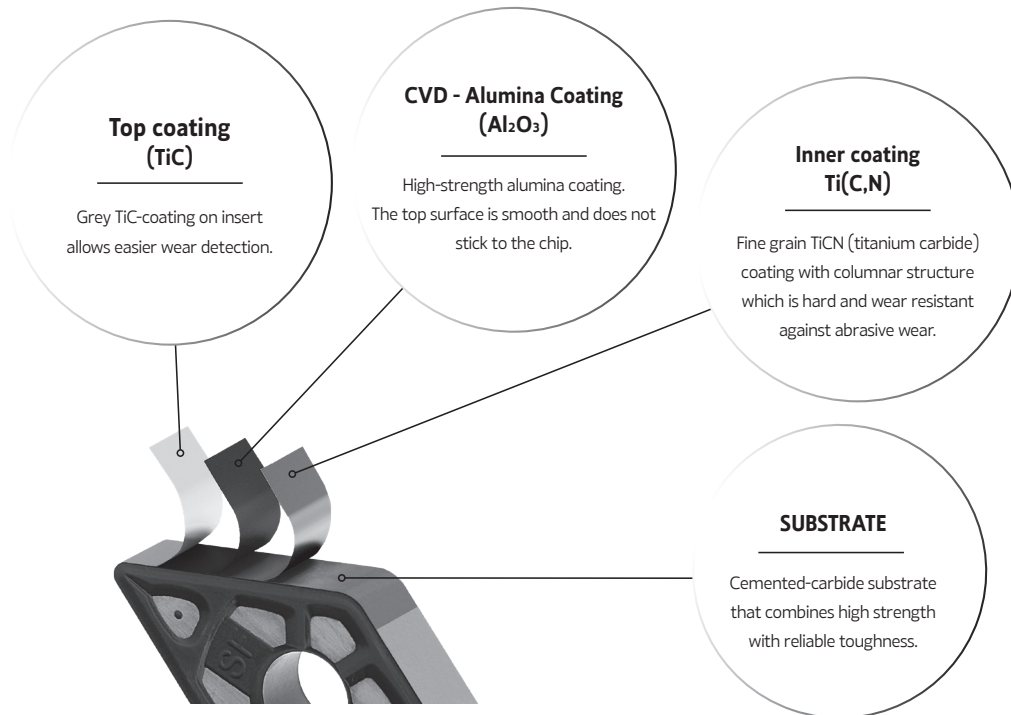 Top coating
(TiC)
Grey TiC-coating on insert
allows easier wear detection.
CVD - Alumina Coating
(Al₂O₃)
High-strength alumina coating.
The top surface is smooth and does not
stick to the chip.
Inner coating
Ti(C,N)
Fine grain TiCN (titanium carbide)
coating with columnar structure
which is hard and wear resistant
against abrasive wear.
SUBSTRATE
Cemented-carbide substrate
that combines high strength
with reliable toughness.